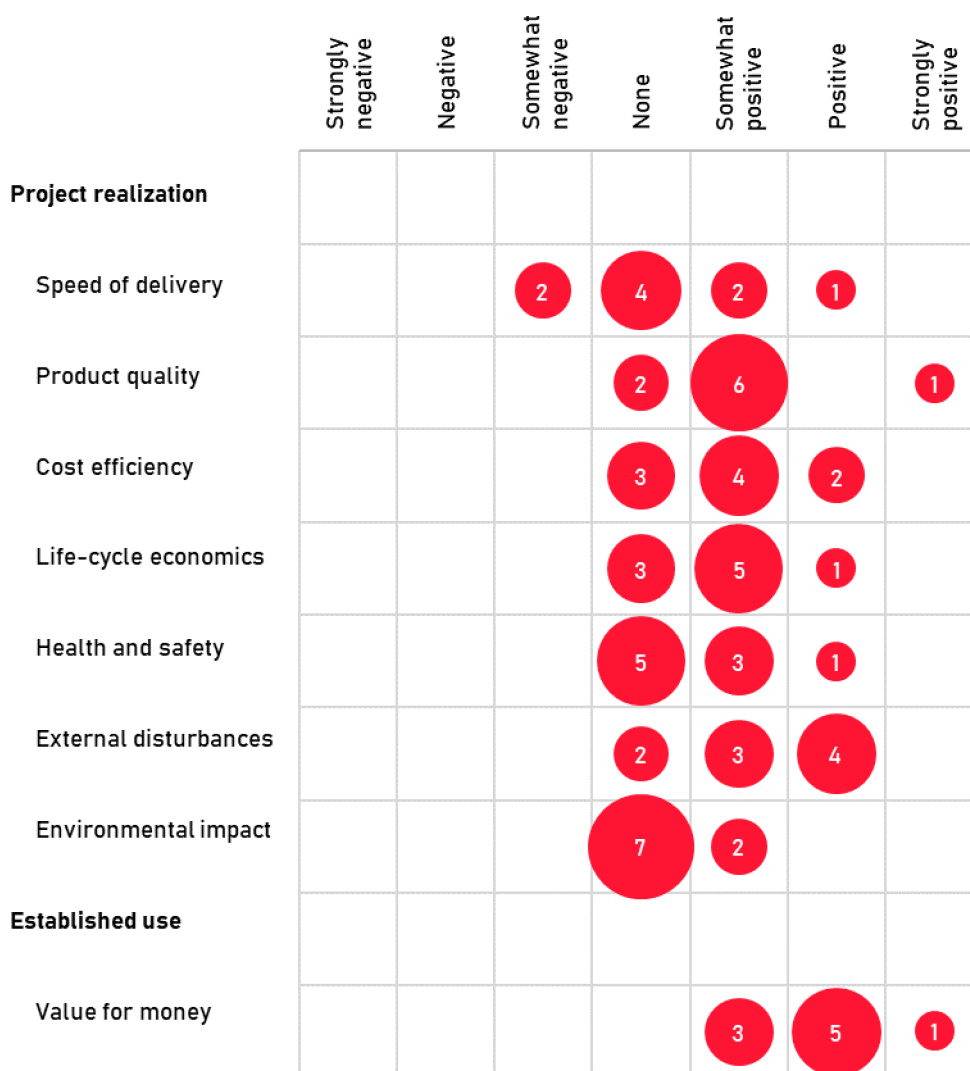 Strongly
negative
Negative
Somewhat
negative
None
Somewhat
positive
Positive
Strongly
positive
Project realization
Speed of delivery 2 4 2 1
Product quality 2 6 1
Cost efficiency 3 4 2
Life-cycle economics 3 5 1
Health and safety 5 3 1
External disturbances 2 3 4
Environmental impact 7 2
Established use
Value for money 3 5 1